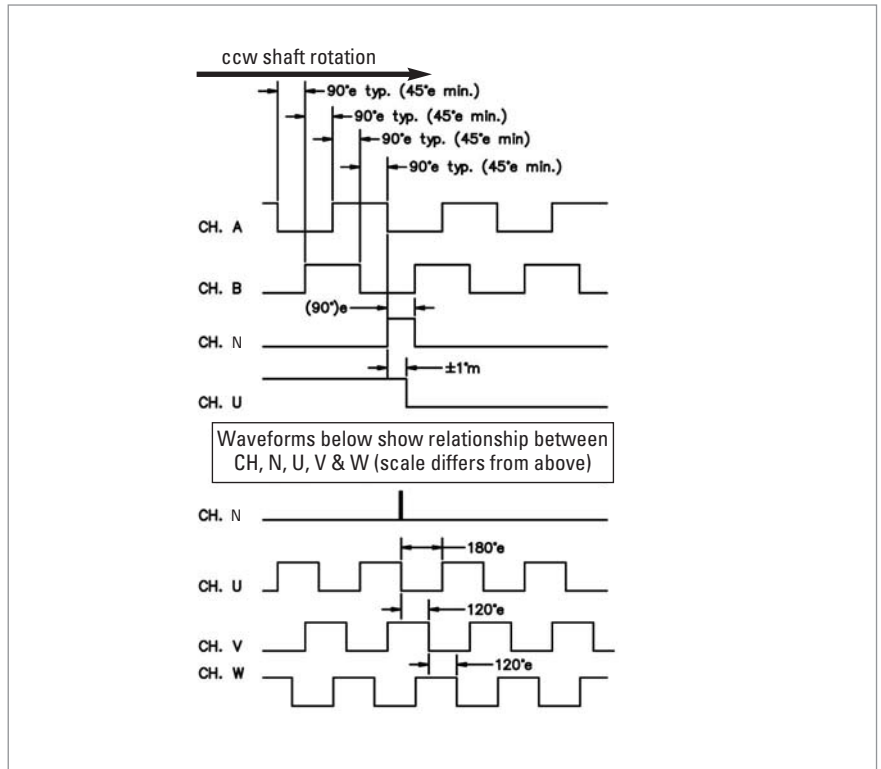 ccw shaft rotation
90°e typ. (45°e min.)
90°e typ. (45°e min.)
90°e typ. (45°e min)
90°e typ. (45°e min.)
CH. A
CH. B
(90°)e
CH. N
±1°m
CH. U
Waveforms below show relationship between
CH, N, U, V & W (scale differs from above)
CH. N
180°e
CH. U
120°e
CH. V
120°e
CH. W